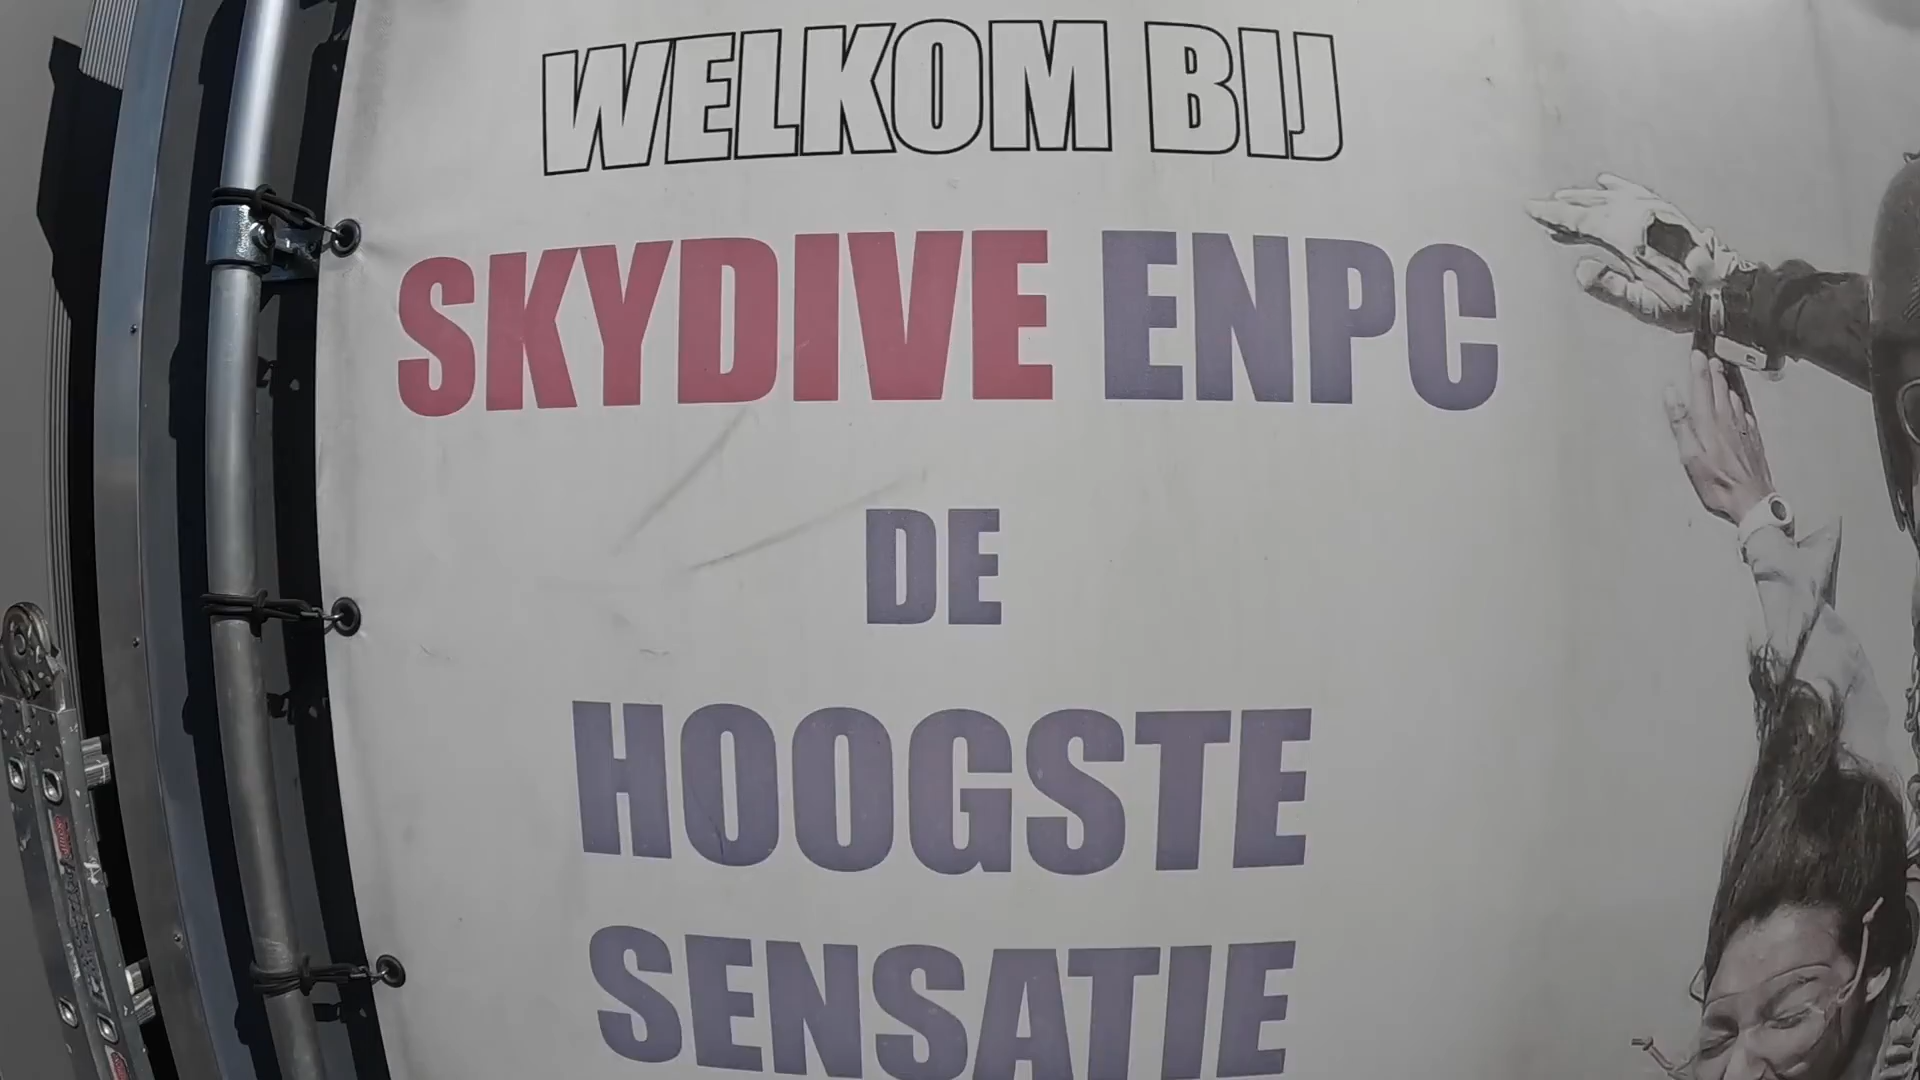 WELKOM BIJ
SKYDIVE ENPC
DE
HOOGSTE
SENSATIE